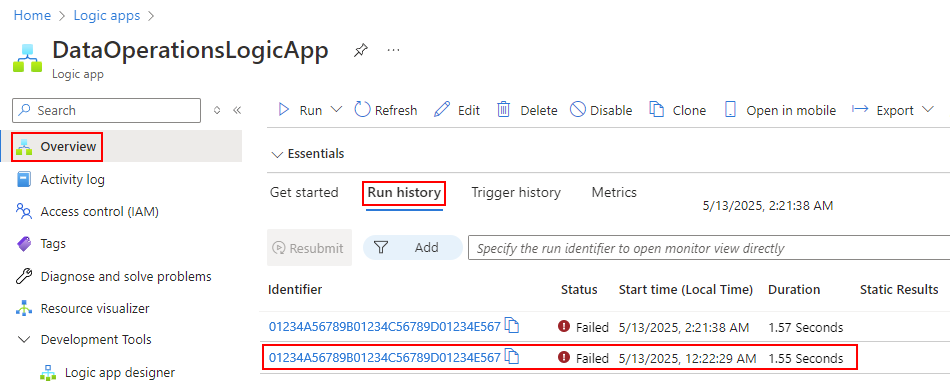 Home > Logic apps >
DataOperationsLogicApp
Logic app
Search
Overview
Activity log
Access control (IAM)
Tags
Diagnose and solve problems
Resource visualizer
Development Tools
Logic app designer
Run Refresh Edit Delete Disable Clone Open in mobile Export
Essentials
Get started Run history Trigger history Metrics
5/13/2025, 2:21:38 AM
Resubmit Add Specify the run identifier to open monitor view directly
Identifier Status Start time (Local Time) Duration Static Results
01234A56789B01234C56789D01234E567 Failed 5/13/2025, 2:21:38 AM 1.57 Seconds
01234A56789B01234C56789D01234E567 Failed 5/13/2025, 12:22:29 AM 1.55 Seconds